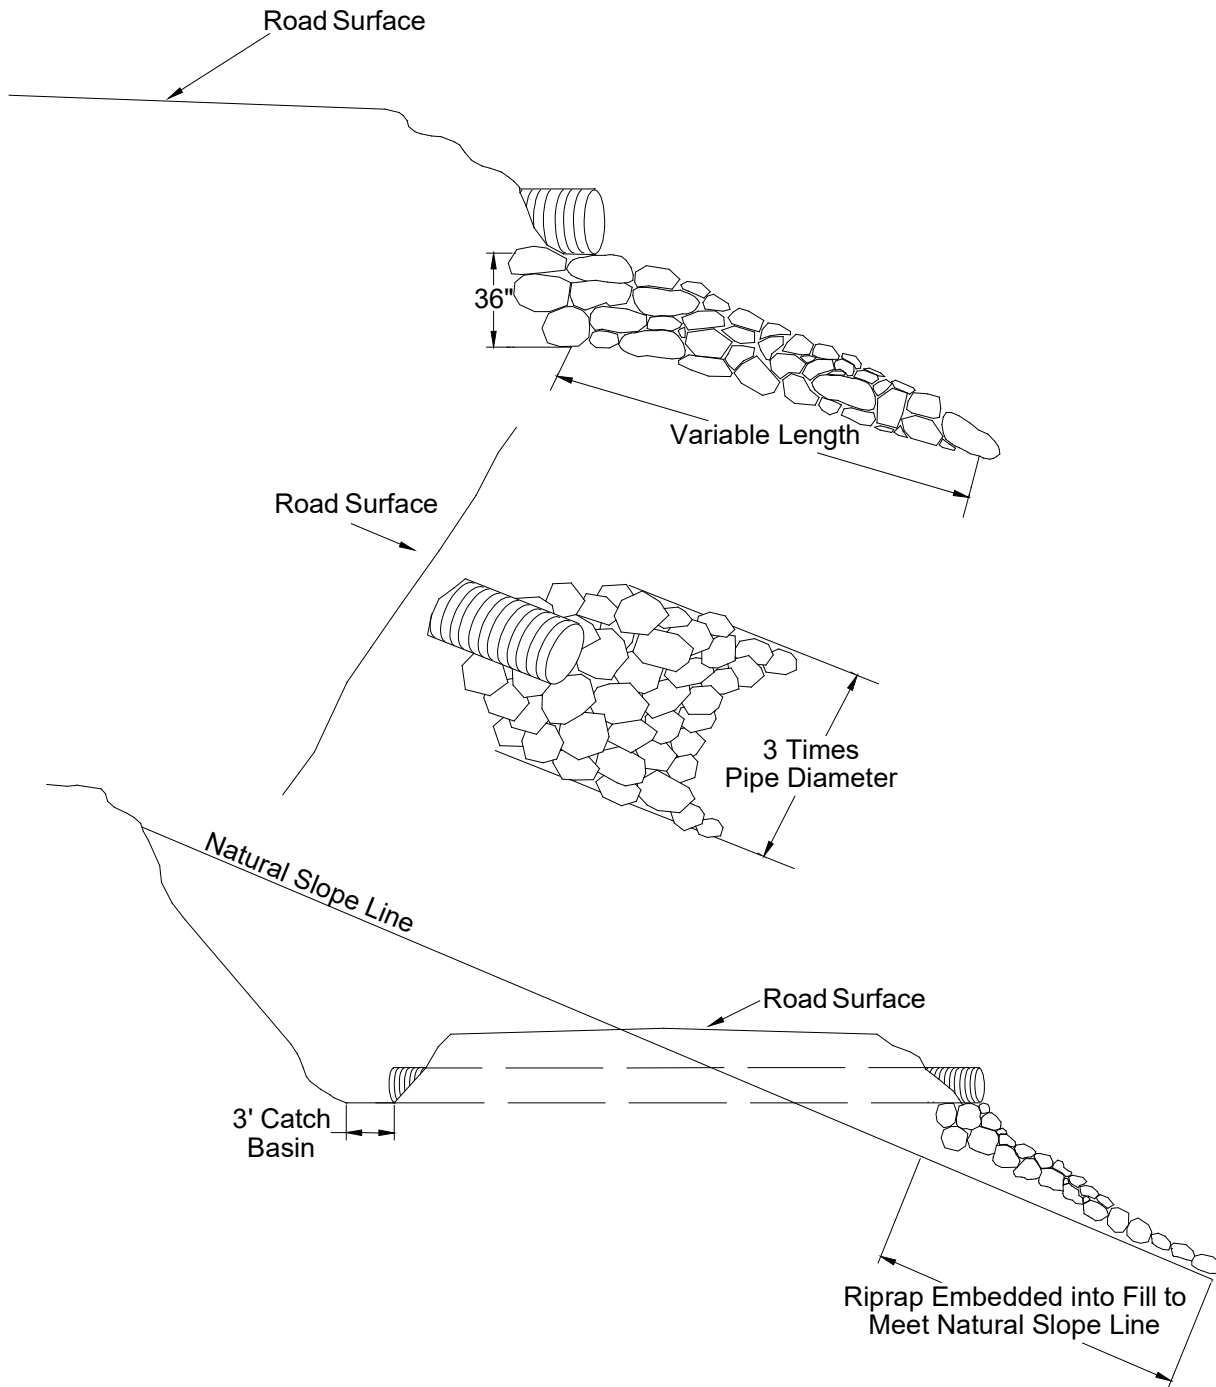 Road Surface
36"
Variable Length
Road Surface
3 Times
Pipe Diameter
Natural Slope Line
Road Surface
3' Catch
Basin
Riprap Embedded into Fill to
Meet Natural Slope Line